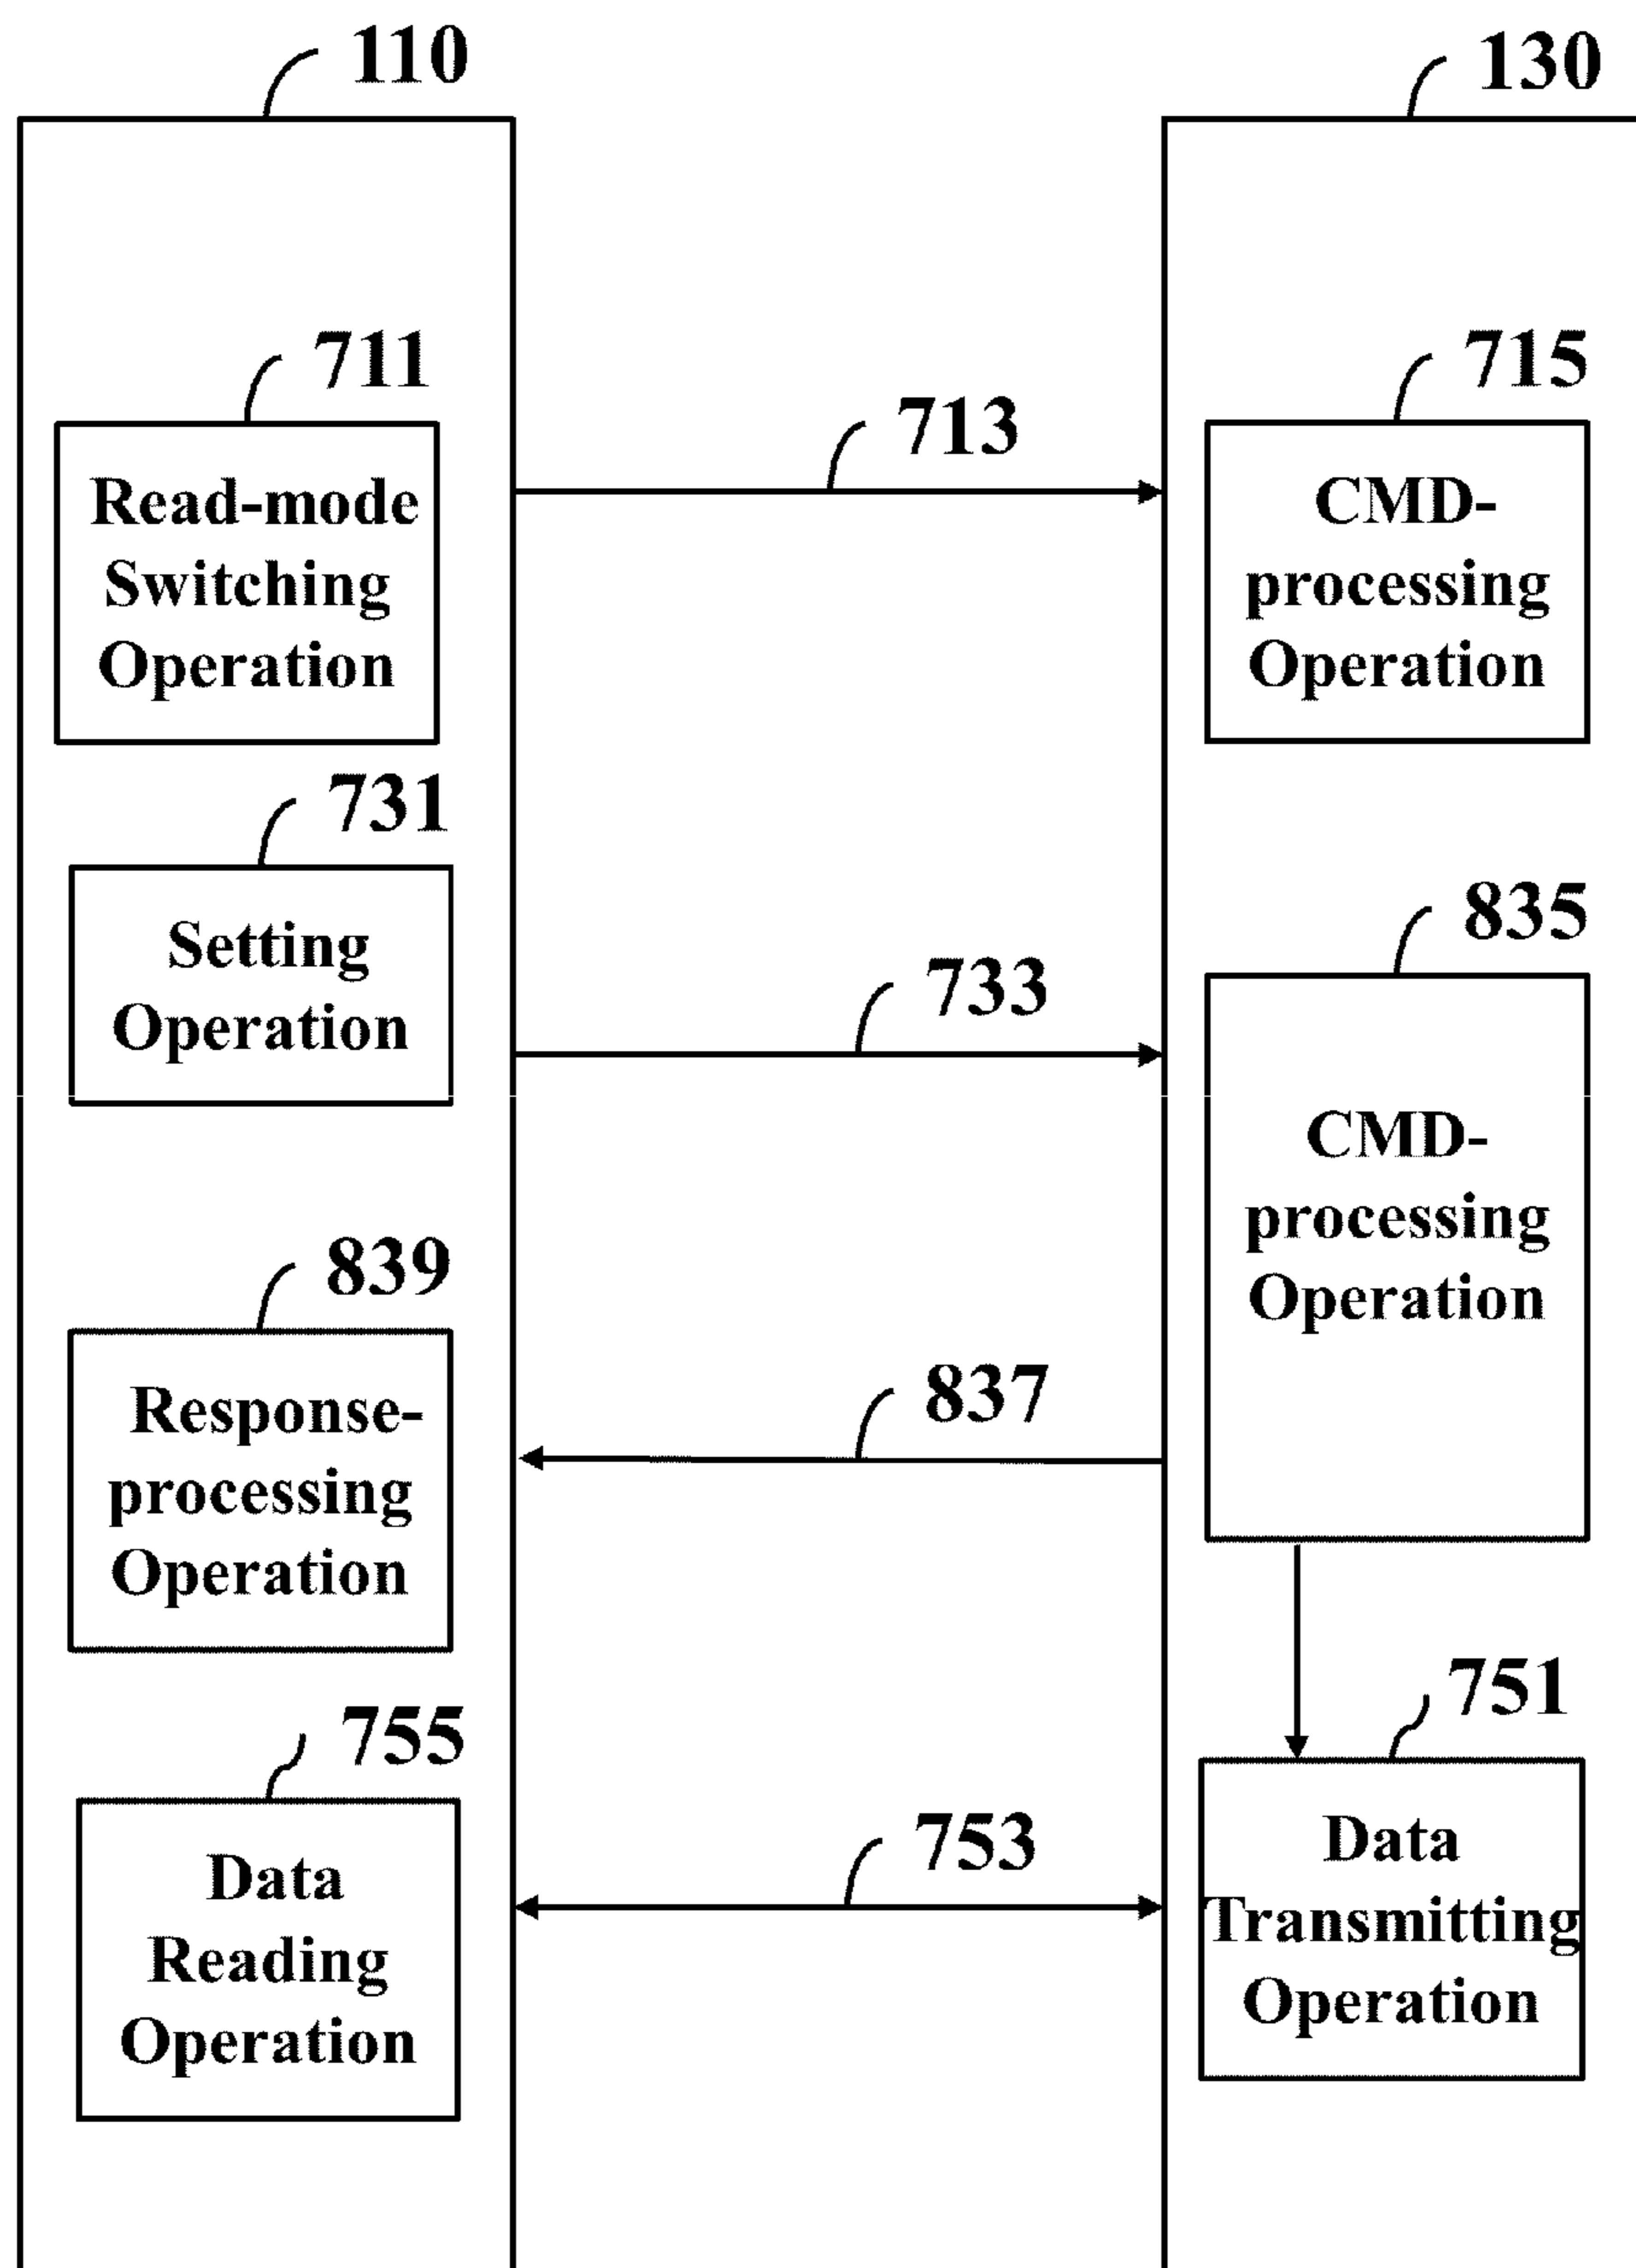 110
130
711
Read-mode
Switching
Operation
713
715
CMD-
processing
Operation
731
Setting
Operation
733
835
CMD-
processing
Operation
839
Response-
processing
Operation
837
751
Data
Transmitting
Operation
755
Data
Reading
Operation
753